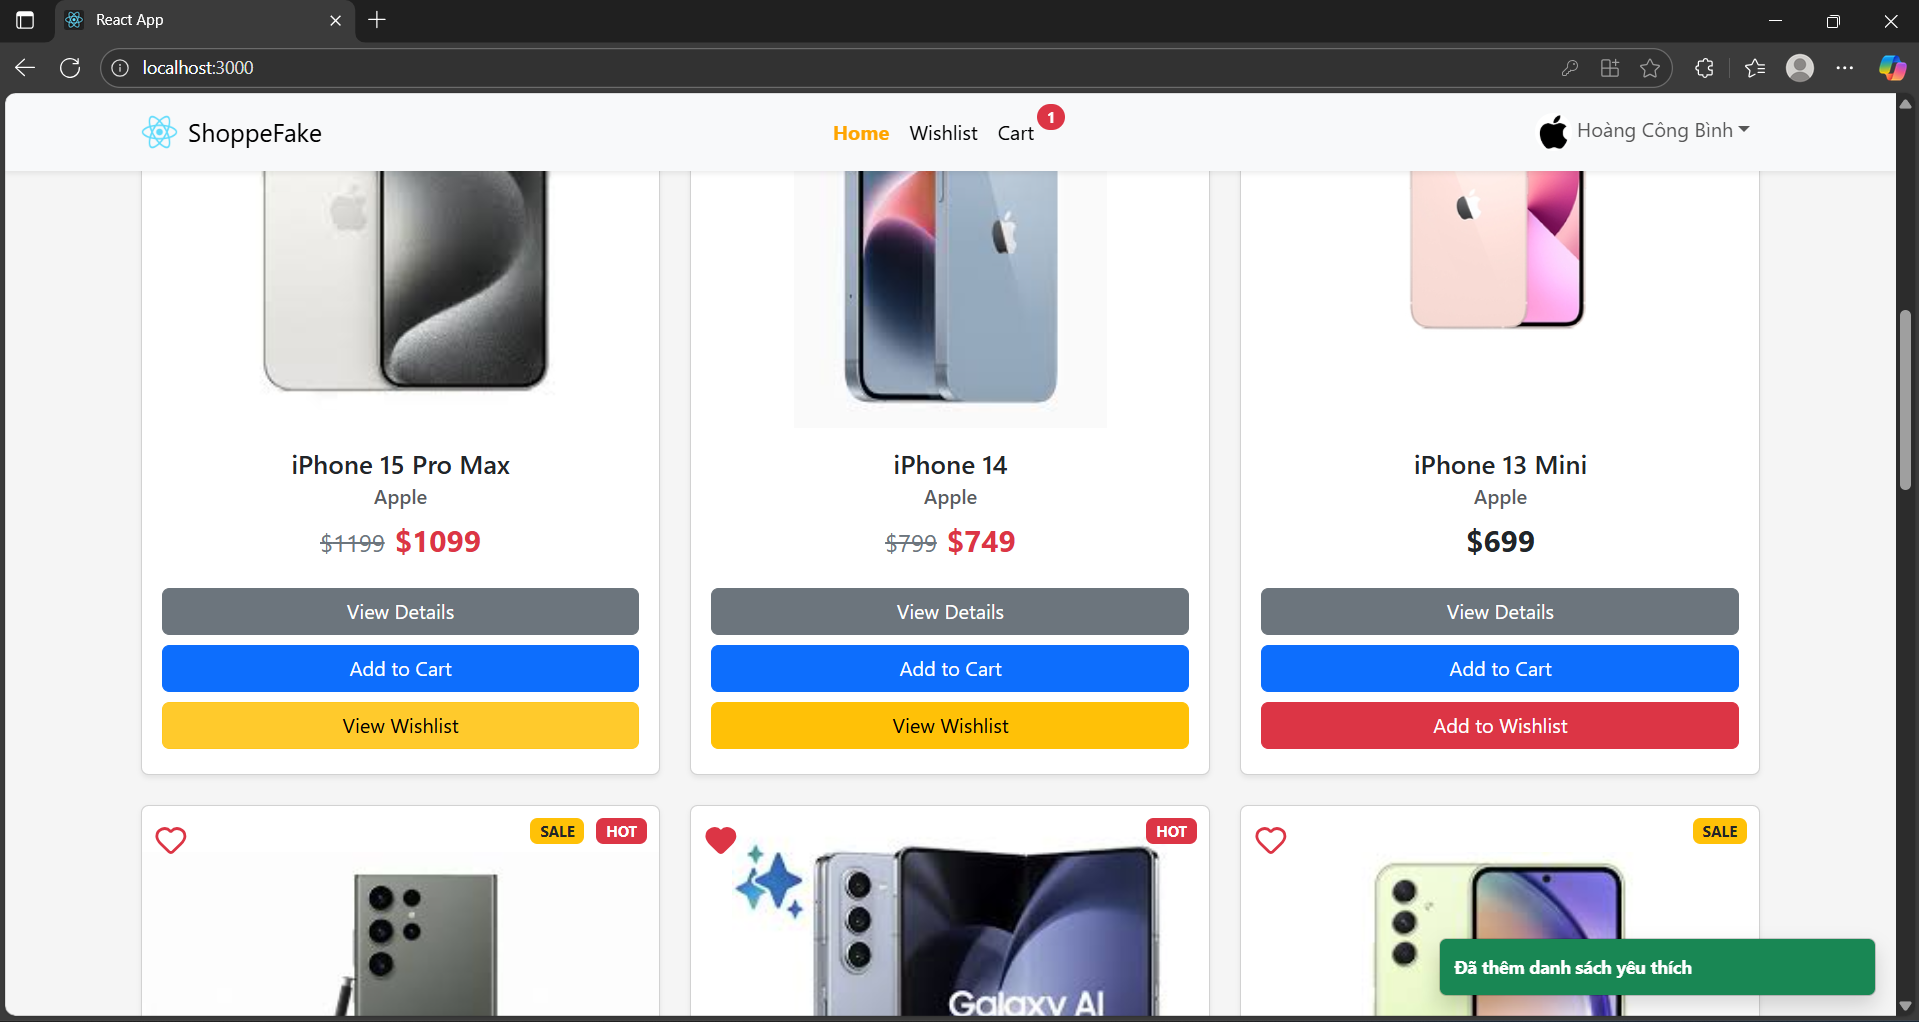 React App
localhost:3000
ShoppeFake
Home
Wishlist
Cart
1
Hoàng Công Bình
iPhone 15 Pro Max
Apple
$1199 $1099
View Details
Add to Cart
View Wishlist
iPhone 14
Apple
$799 $749
View Details
Add to Cart
View Wishlist
iPhone 13 Mini
Apple
$699
View Details
Add to Cart
Add to Wishlist
SALE
HOT
HOT
Galaxy AI
SALE
Đã thêm danh sách yêu thích